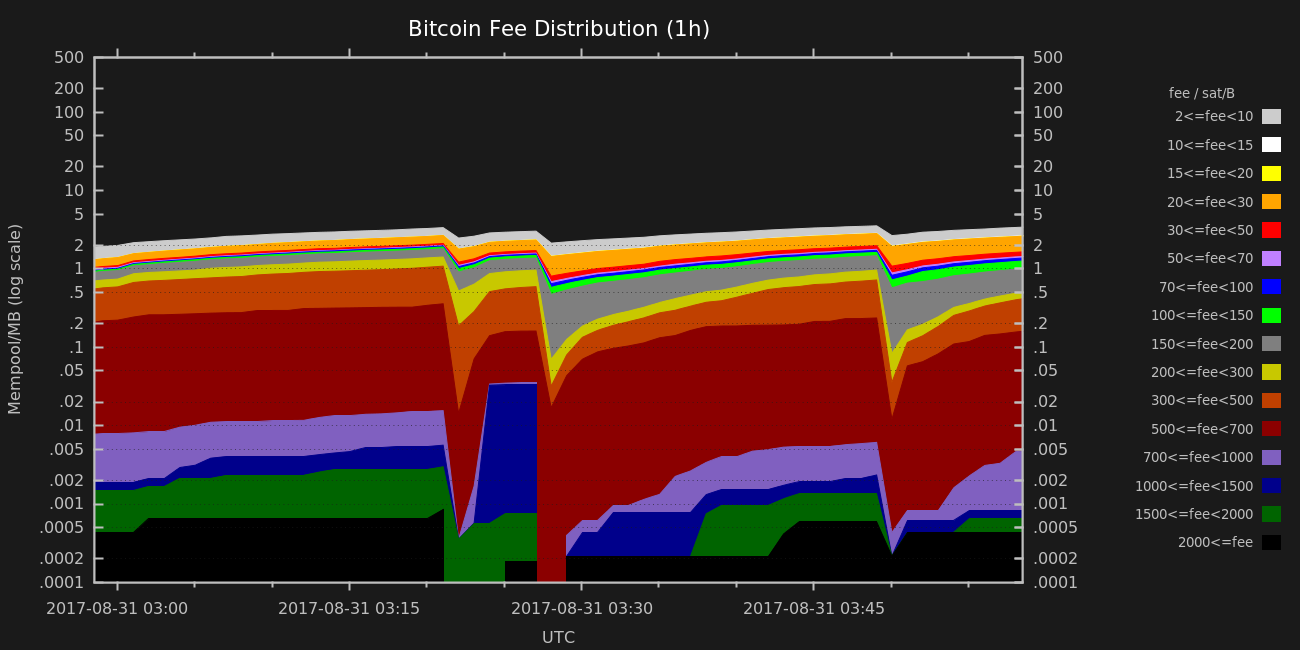 Bitcoin Fee Distribution (1h)
500
200
100
50
20
10
5
2
1
.5
.2
.1
.05
.02
.01
.005
.002
.001
.0005
.0002
.0001
Mempool/MB (log scale)
500
200
100
50
20
10
5
2
1
.5
.2
.1
.05
.02
.01
.005
.002
.001
.0005
.0002
.0001
2017-08-31 03:00 2017-08-31 03:15 2017-08-31 03:30 2017-08-31 03:45
UTC
fee / sat/B
2<=fee<10
10<=fee<15
15<=fee<20
20<=fee<30
30<=fee<50
50<=fee<70
70<=fee<100
100<=fee<150
150<=fee<200
200<=fee<300
300<=fee<500
500<=fee<700
700<=fee<1000
1000<=fee<1500
1500<=fee<2000
2000<=fee